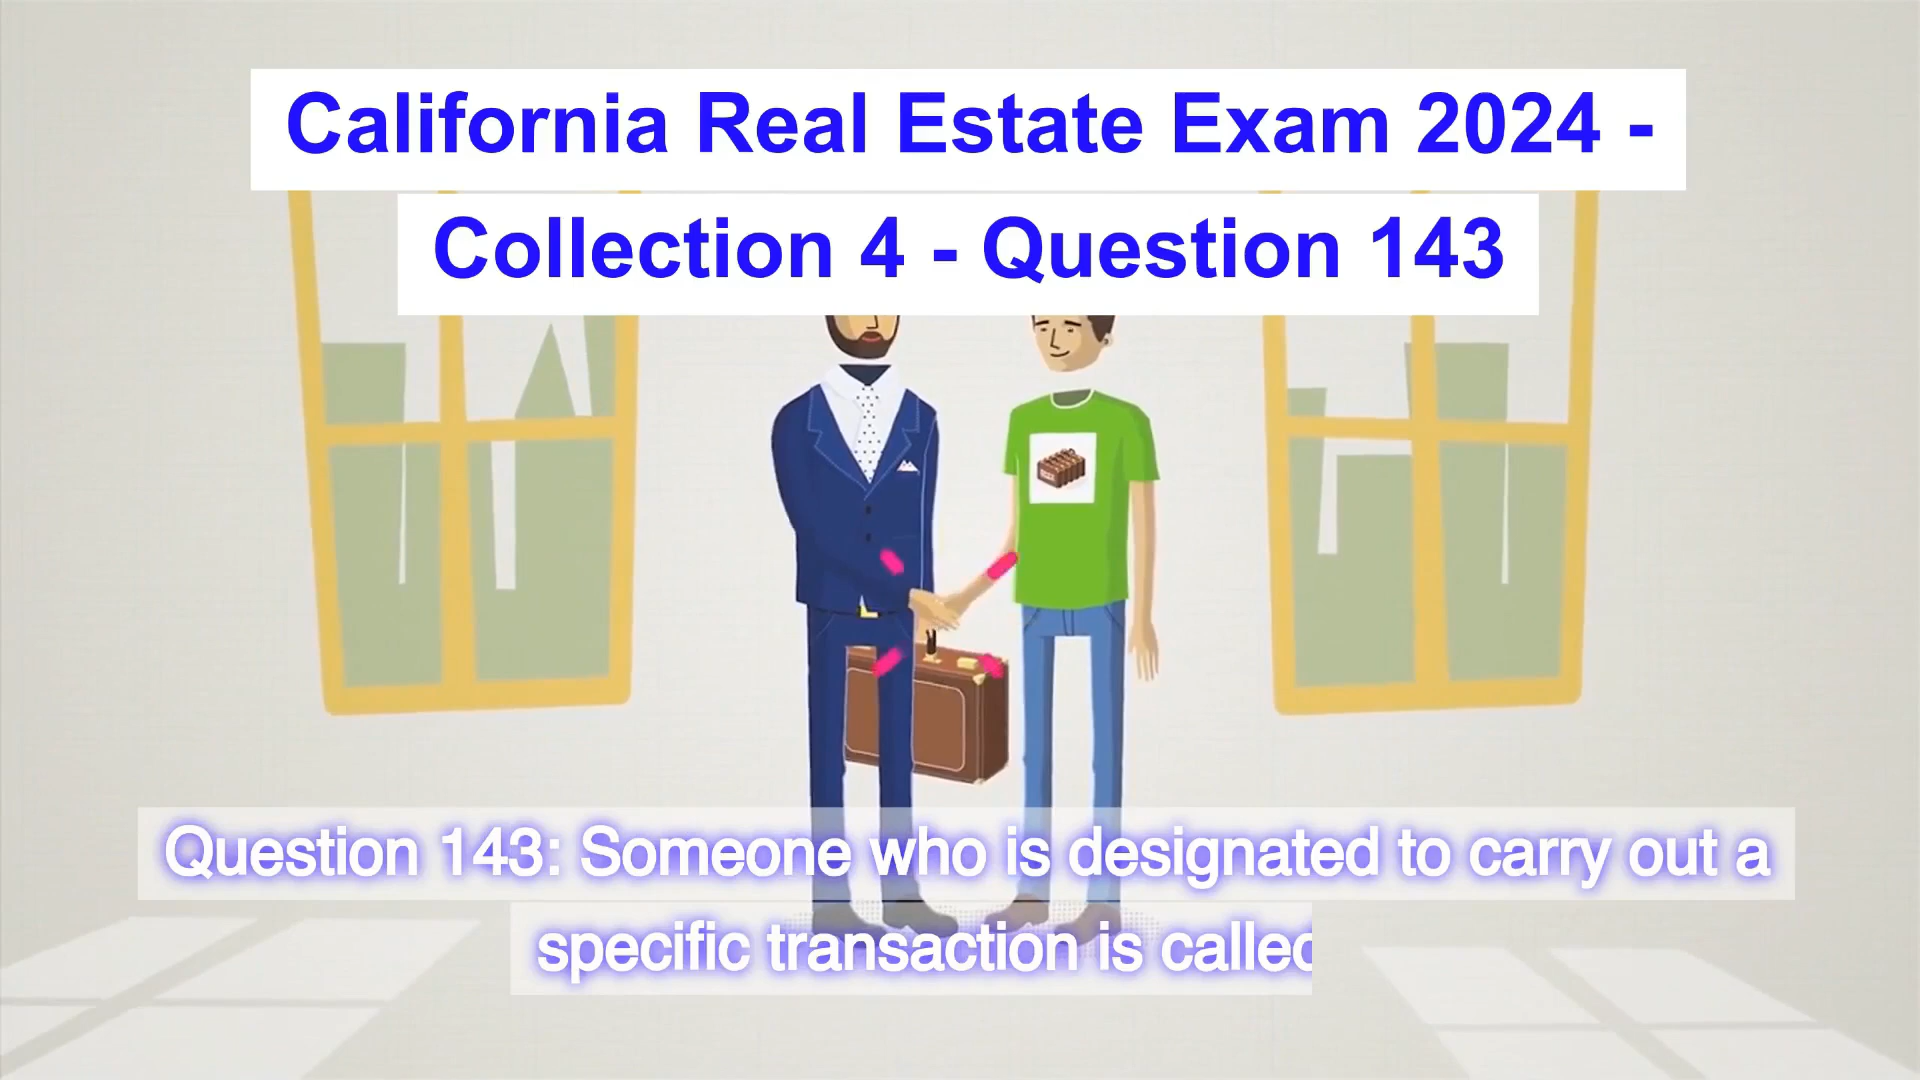 California Real Estate Exam 2024 -
Collection 4 - Question 143
Question 143: Someone who is designated to carry out a
specific transaction is called